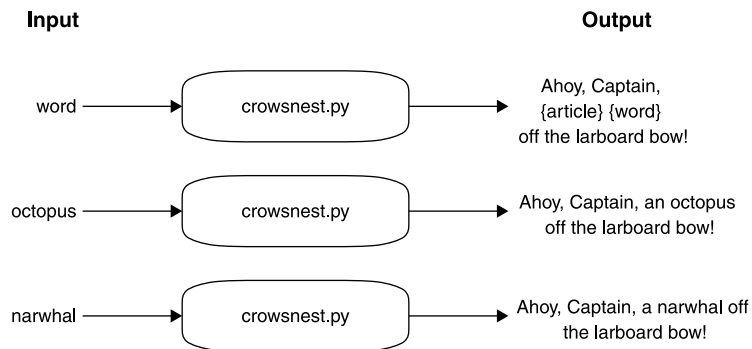 Input
Output
word
crowsnest.py
Ahoy, Captain,
{article} {word}
off the larboard bow!
octopus
crowsnest.py
Ahoy, Captain, an octopus
off the larboard bow!
narwhal
crowsnest.py
Ahoy, Captain, a narwhal off
the larboard bow!